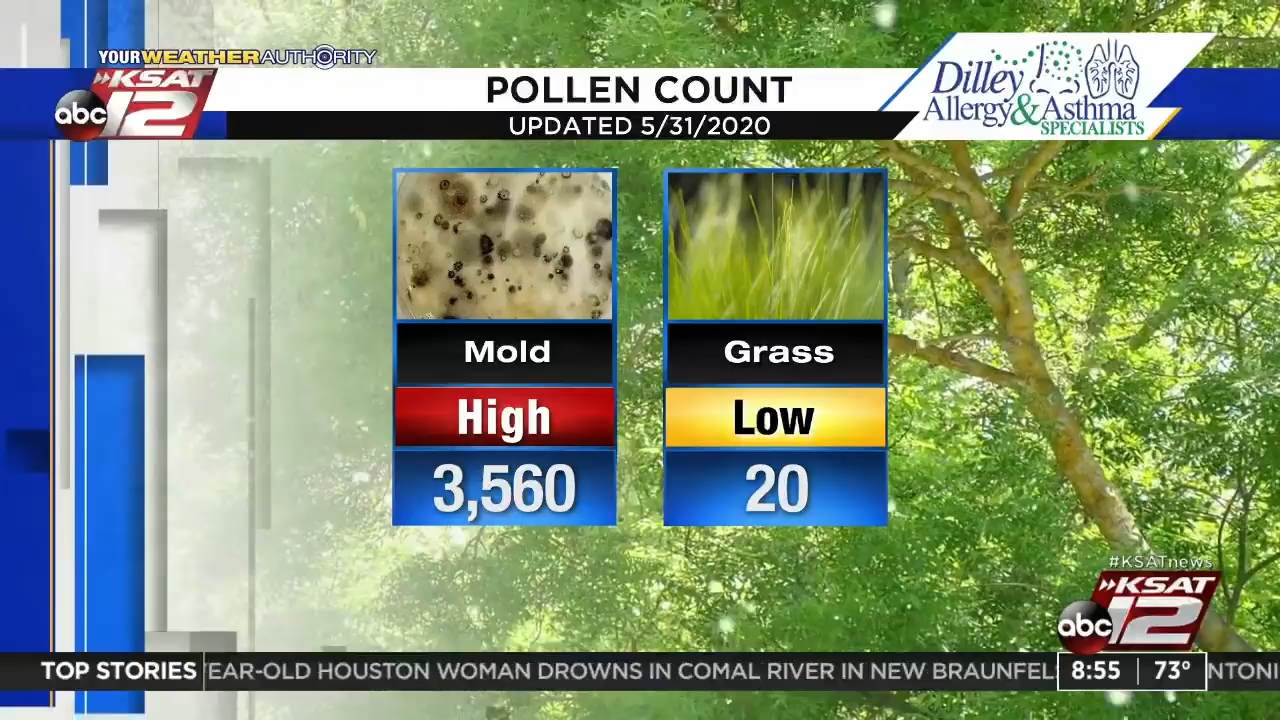 YOUR WEATHER AUTHORITY
KSAT
abc 12
POLLEN COUNT
UPDATED 5/31/2020
Dilley
Allergy & Asthma
SPECIALISTS
Mold
High
3,560
Grass
Low
20
#KSATnews
KSAT
abc 12
TOP STORIES
EAR-OLD HOUSTON WOMAN DROWNS IN COMAL RIVER IN NEW BRAUNFEL
8:55 73°
NTONI